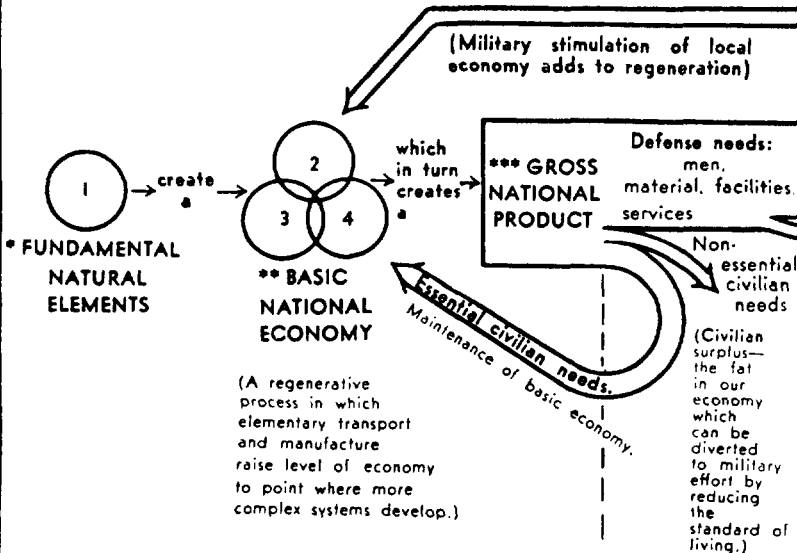 (Military stimulation of local
economy adds to regeneration)
1
create
a
2
3
4
which
in turn
creates
a
*** GROSS
NATIONAL
PRODUCT
Defense needs:
men,
material, facilities,
services
* FUNDAMENTAL
NATURAL
ELEMENTS
** BASIC
NATIONAL
ECONOMY
Essential civilian needs.
Maintenance of basic economy.
Non-
essential
civilian
needs
(A regenerative
process in which
elementary transport
and manufacture
raise level of economy
to point where more
complex systems develop.)
(Civilian
surplus—
the fat
in our
economy
which
can be
diverted
to military
effort by
reducing
the
standard of
living.)